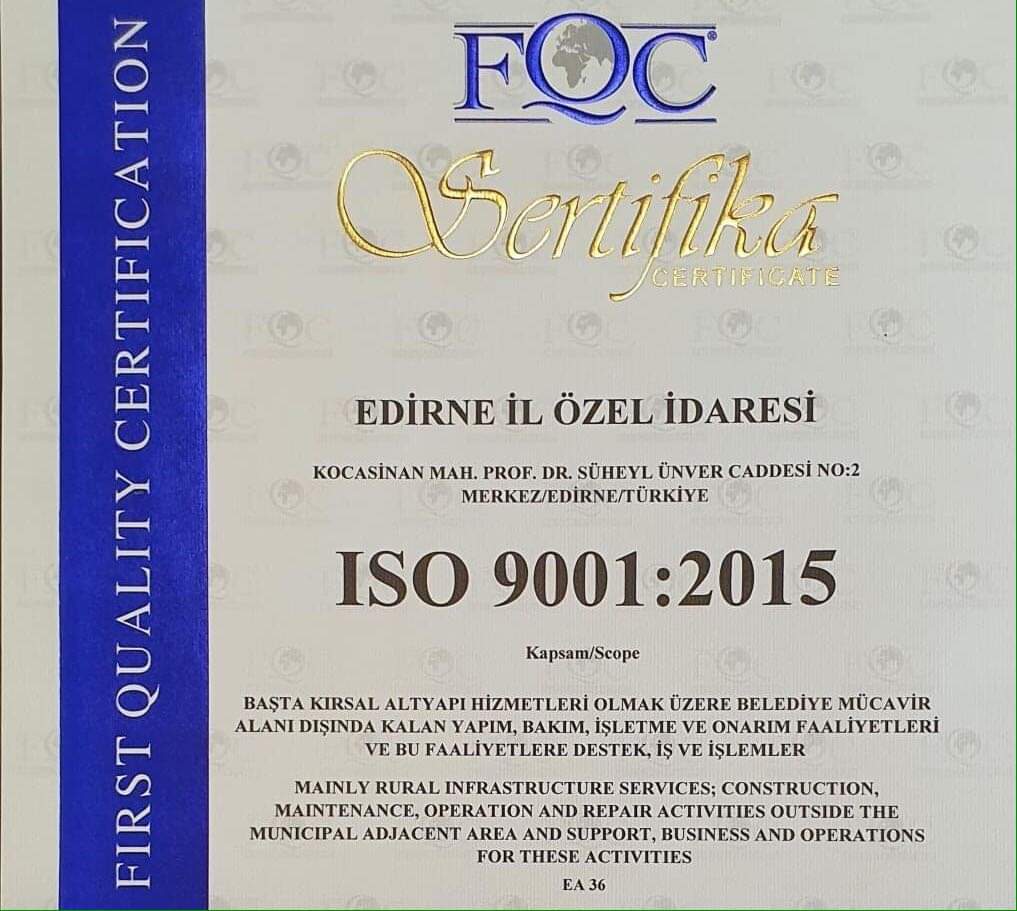 FQC
Sertifika
CERTIFICATE
FIRST QUALITY CERTIFICATION
EDİRNE İL ÖZEL İDARESİ
KOCASİNAN MAH. PROF. DR. SÜHEYL ÜNVER CADDESİ NO:2
MERKEZ/EDİRNE/TÜRKİYE
ISO 9001:2015
Kapsam/Scope
BAŞTA KIRSAL ALTYAPI HİZMETLERİ OLMAK ÜZERE BELEDİYE MÜCAVİR
ALANI DIŞINDA KALAN YAPIM, BAKIM, İŞLETME VE ONARIM FAALİYETLERİ
VE BU FAALİYETLERE DESTEK, İŞ VE İŞLEMLER
MAINLY RURAL INFRASTRUCTURE SERVICES; CONSTRUCTION,
MAINTENANCE, OPERATION AND REPAIR ACTIVITIES OUTSIDE THE
MUNICIPAL ADJACENT AREA AND SUPPORT, BUSINESS AND OPERATIONS
FOR THESE ACTIVITIES
EA 36